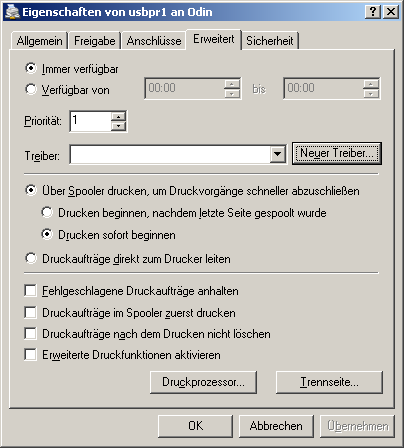 Eigenschaften von usbpr1 an Odin
Allgemein Freigabe Anschlüsse Erweitert Sicherheit
Immer verfügbar
Verfügbar von 00:00 bis 00:00
Priorität: 1
Treiber: Neuer Treiber...
Über Spooler drucken, um Druckvorgänge schneller abzuschließen
Drucken beginnen, nachdem letzte Seite gespoolt wurde
Drucken sofort beginnen
Druckaufträge direkt zum Drucker leiten
Fehlgeschlagene Druckaufträge anhalten
Druckaufträge im Spooler zuerst drucken
Druckaufträge nach dem Drucken nicht löschen
Erweiterte Druckfunktionen aktivieren
Druckprozessor... Trennseite...
OK Abbrechen Übernehmen